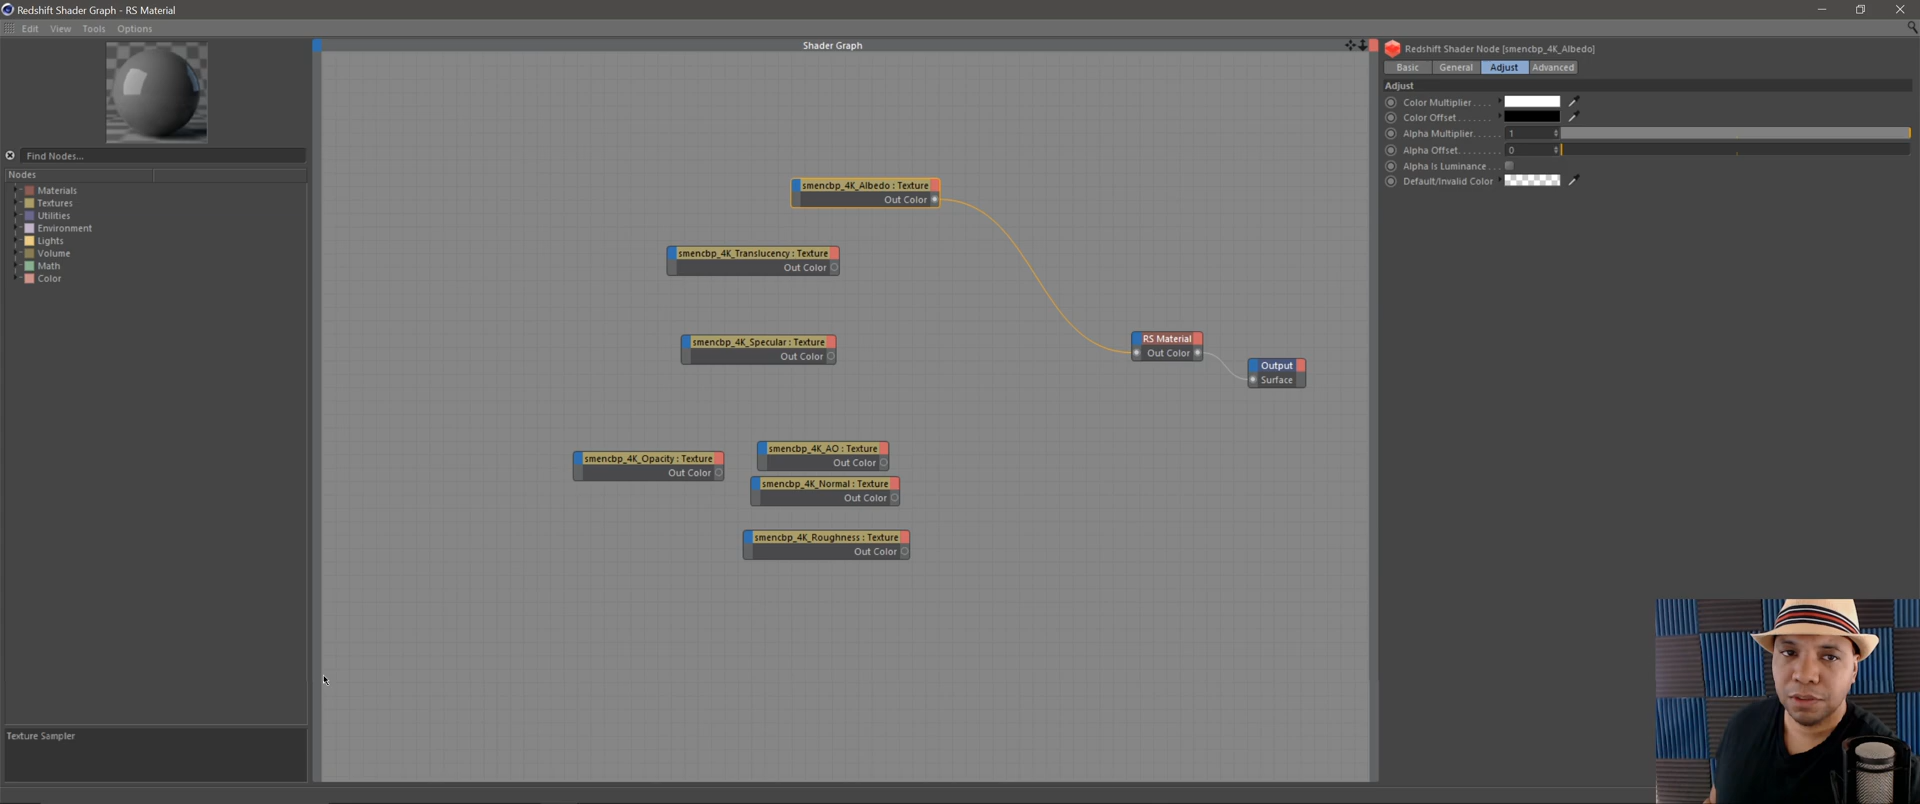 Redshift Shader Graph - RS Material
Edit View Tools Options
Find Nodes...
Nodes
Materials
Textures
Utilities
Environment
Lights
Volume
Math
Color
Texture Sampler
Shader Graph
smencbp_4K_Albedo : Texture
Out Color
smencbp_4K_Translucency : Texture
Out Color
smencbp_4K_Specular : Texture
Out Color
RS Material
Out Color
Output
Surface
smencbp_4K_Opacity : Texture
Out Color
smencbp_4K_AO : Texture
Out Color
smencbp_4K_Normal : Texture
Out Color
smencbp_4K_Roughness : Texture
Out Color
Redshift Shader Node [smencbp_4K_Albedo]
Basic General Adjust Advanced
Adjust
Color Multiplier . . . .
Color Offset . . . . . . .
Alpha Multiplier. . . . . . 1
Alpha Offset. . . . . . . . . 0
Alpha Is Luminance
Default/Invalid Color